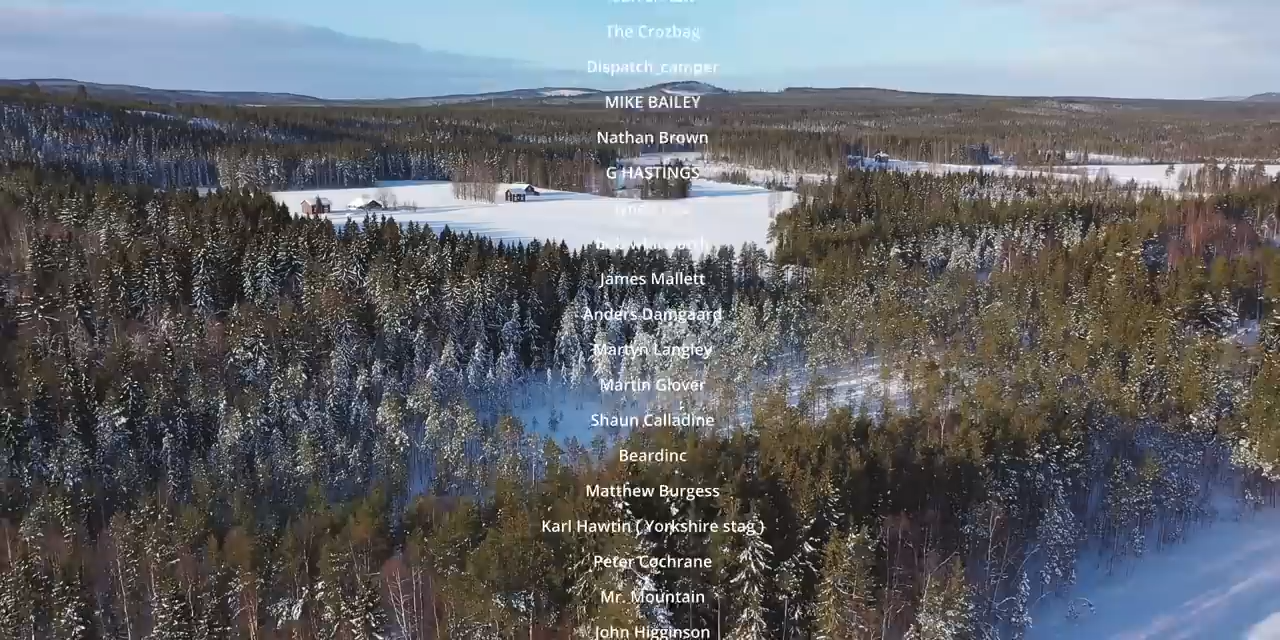 The Crozbag
Dispatch_camper
MIKE BAILEY
Nathan Brown
G HASTINGS
James Mallett
Anders Damgaard
Martyn Langley
Martin Glover
Shaun Calladine
Beardinc
Matthew Burgess
Karl Hawtin ( Yorkshire stag )
Peter Cochrane
Mr. Mountain
John Higginson